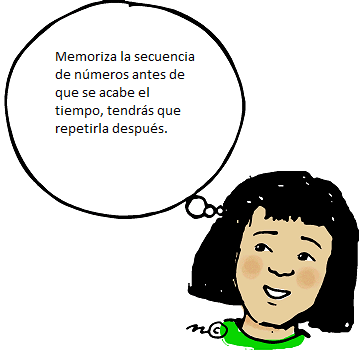 Memoriza la secuencia
de números antes de
que se acabe el
tiempo, tendrás que
repetirla después.